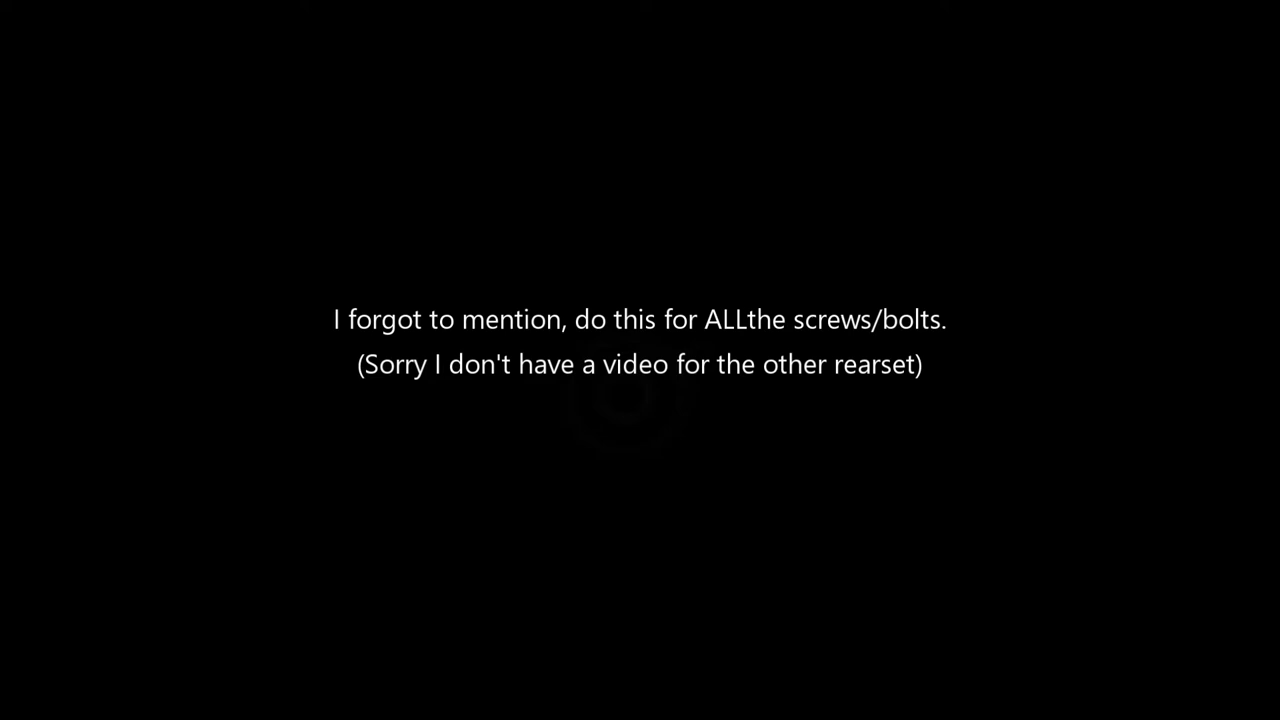 I forgot to mention, do this for ALLthe screws/bolts.
(Sorry I don't have a video for the other rearset)